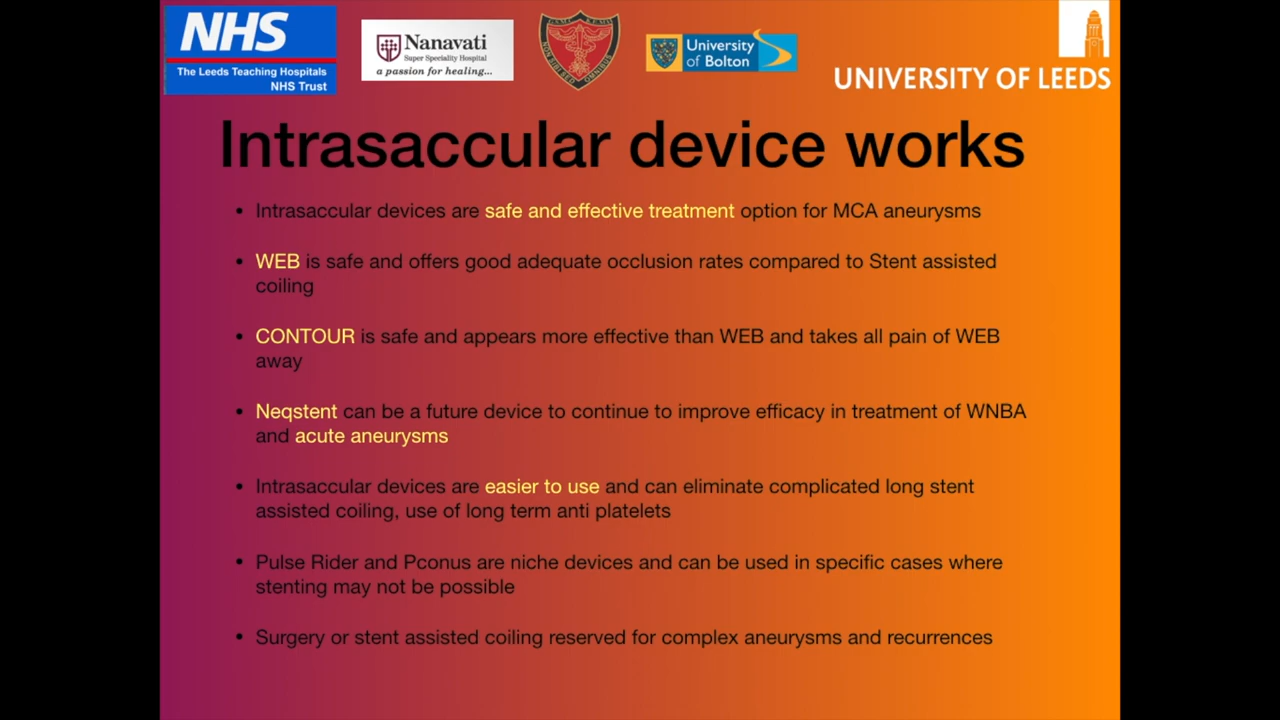 NHS
The Leeds Teaching Hospitals
NHS Trust
Nanavati
Super Speciality Hospital
a passion for healing...
NON SIBI SED OMNIBUS
University
of Bolton
UNIVERSITY OF LEEDS
Intrasaccular device works
• Intrasaccular devices are safe and effective treatment option for MCA aneurysms
• WEB is safe and offers good adequate occlusion rates compared to Stent assisted
coiling
• CONTOUR is safe and appears more effective than WEB and takes all pain of WEB
away
• Neqstent can be a future device to continue to improve efficacy in treatment of WNBA
and acute aneurysms
• Intrasaccular devices are easier to use and can eliminate complicated long stent
assisted coiling, use of long term anti platelets
• Pulse Rider and Pconus are niche devices and can be used in specific cases where
stenting may not be possible
• Surgery or stent assisted coiling reserved for complex aneurysms and recurrences